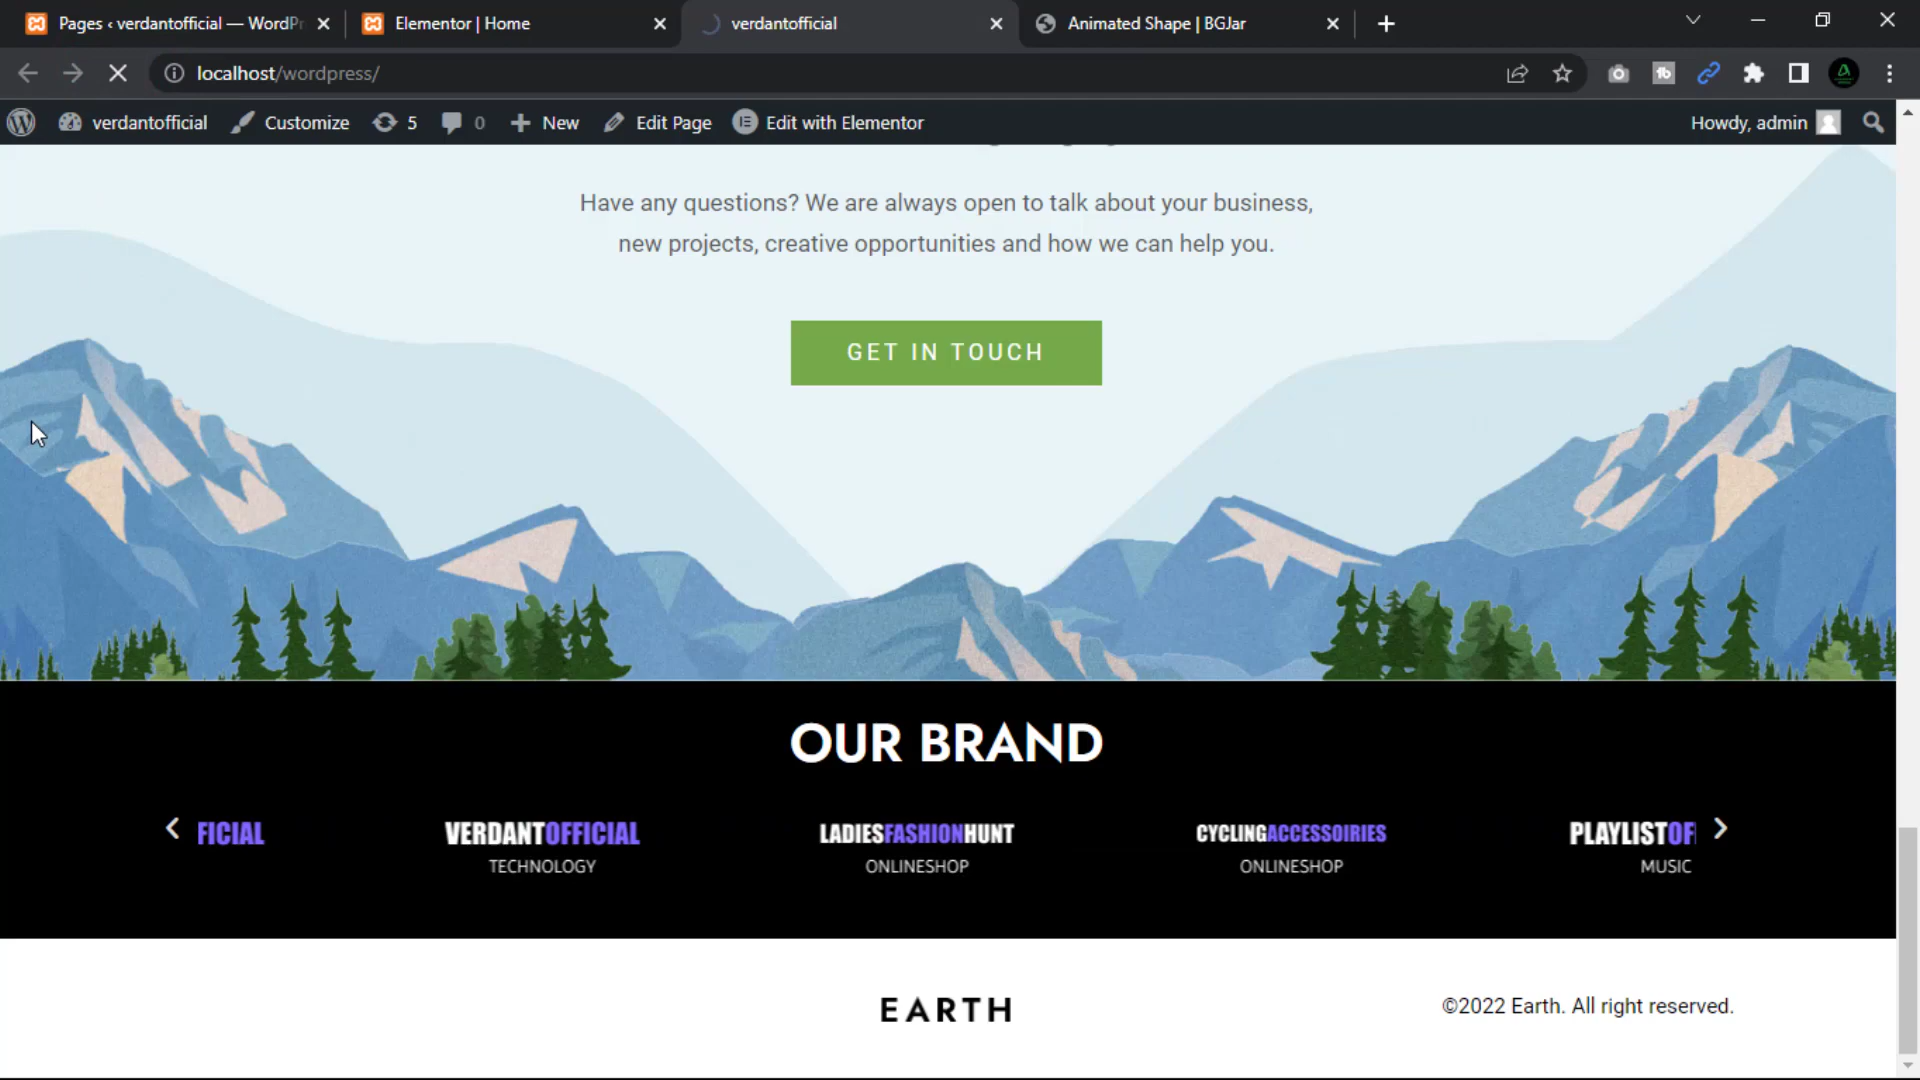 Pages ‹ verdantofficial — WordPr
Elementor | Home
verdantofficial
Animated Shape | BGJar
localhost/wordpress/
verdantofficial
Customize
5
0
New
Edit Page
Edit with Elementor
Howdy, admin
Have any questions? We are always open to talk about your business,
new projects, creative opportunities and how we can help you.
GET IN TOUCH
OUR BRAND
FICIAL
VERDANTOFFICIAL
TECHNOLOGY
LADIESFASHIONHUNT
ONLINESHOP
CYCLINGACCESSOIRIES
ONLINESHOP
PLAYLISTOF
MUSIC
EARTH
©2022 Earth. All right reserved.